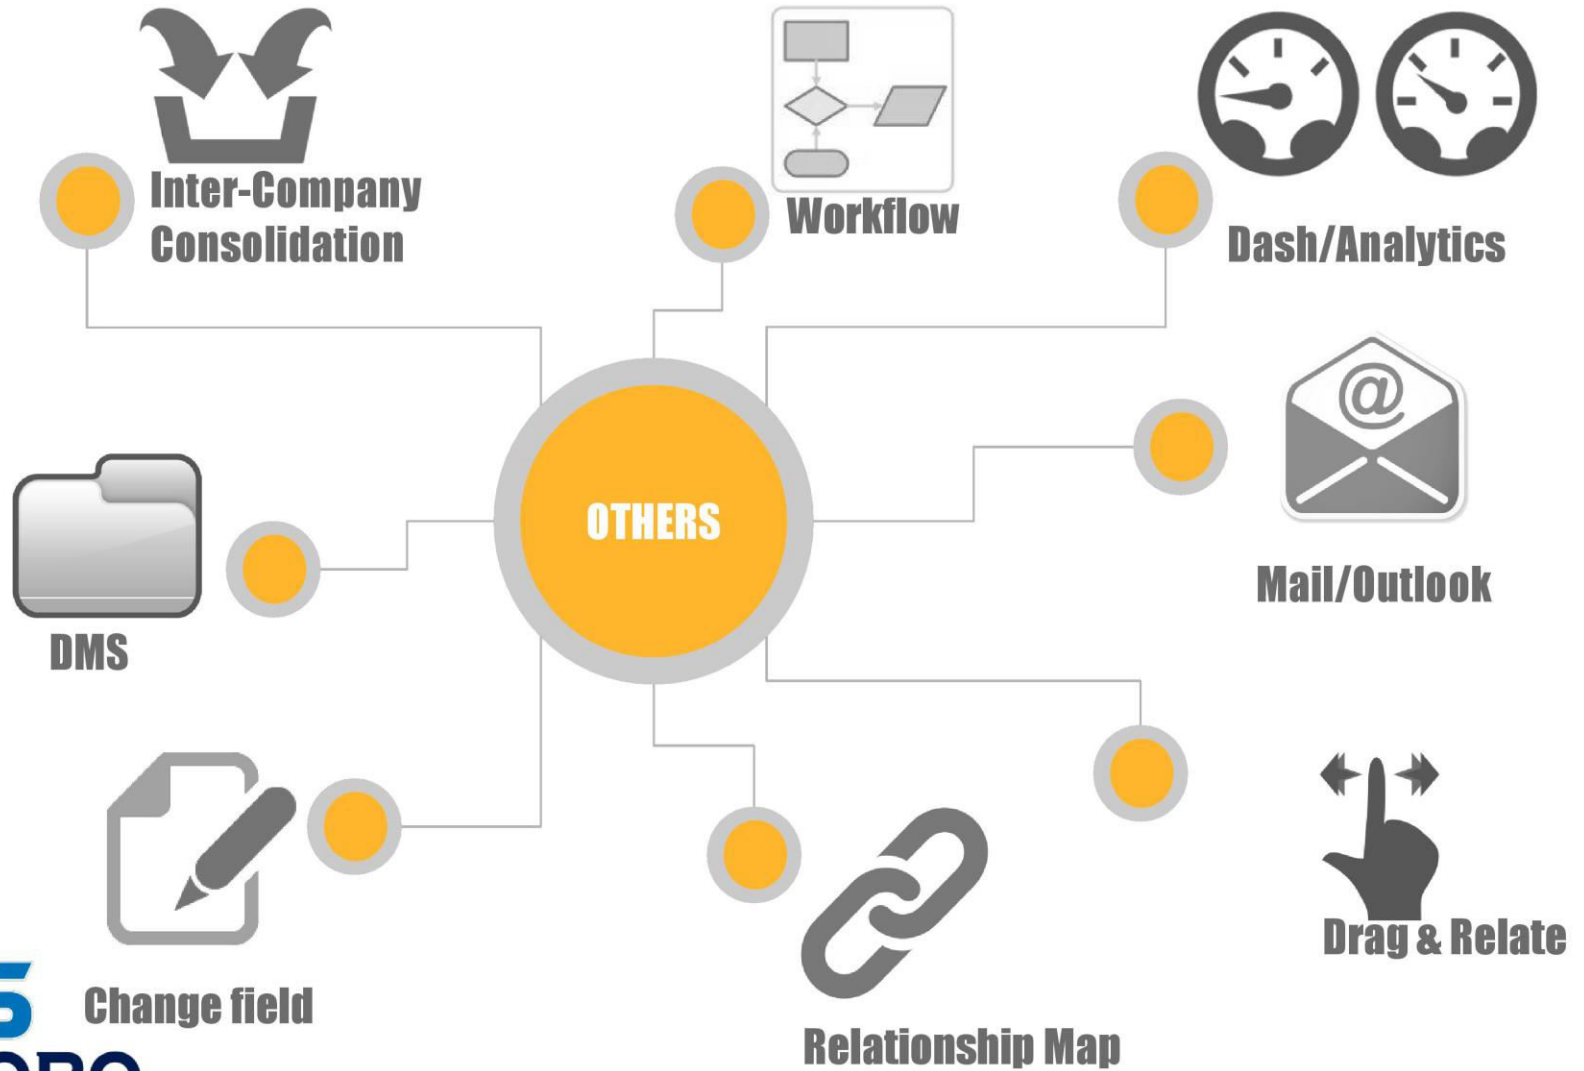 Inter-Company
Consolidation
Workflow
Dash/Analytics
@
OTHERS
Mail/Outlook
DMS
Drag & Relate
Change field
Relationship Map